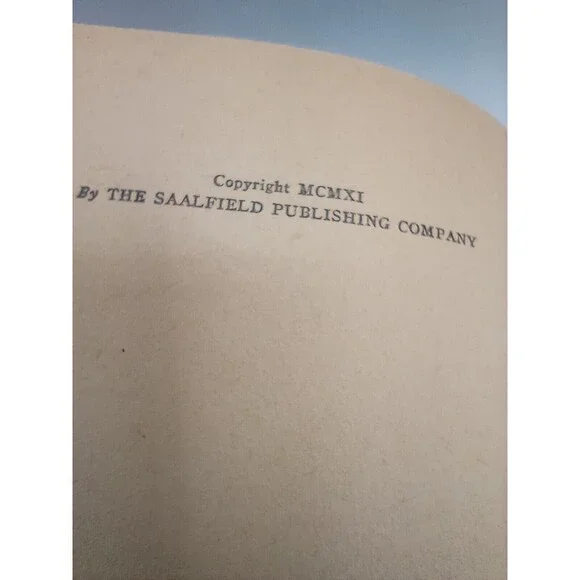 Copyright MCMXI
By THE SAALFIELD PUBLISHING COMPANY